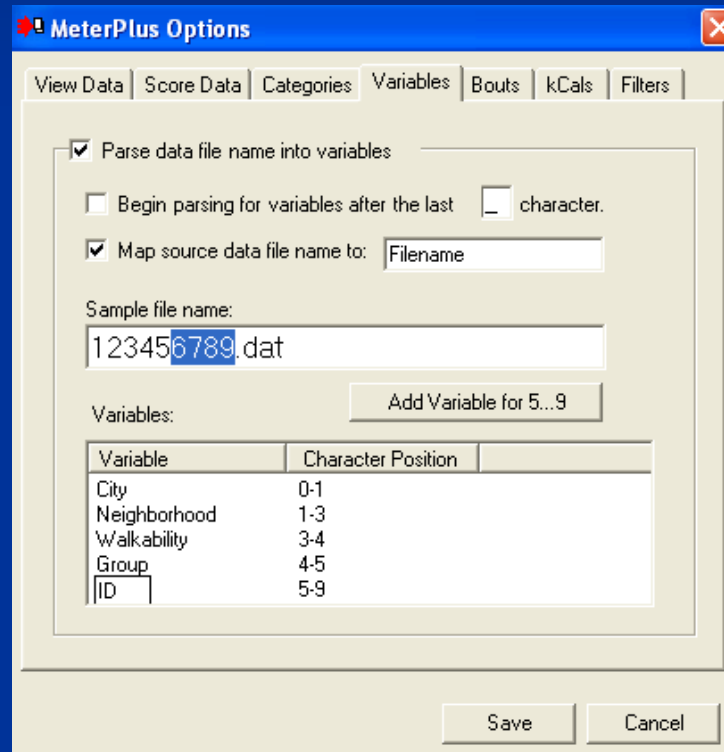 MeterPlus Options
View Data Score Data Categories Variables Bouts kCals Filters
Parse data file name into variables
Begin parsing for variables after the last _ character.
Map source data file name to: Filename
Sample file name:
123456789.dat
Add Variable for 5...9
Variables:
Variable Character Position
City 0-1
Neighborhood 1-3
Walkability 3-4
Group 4-5
ID 5-9
Save Cancel